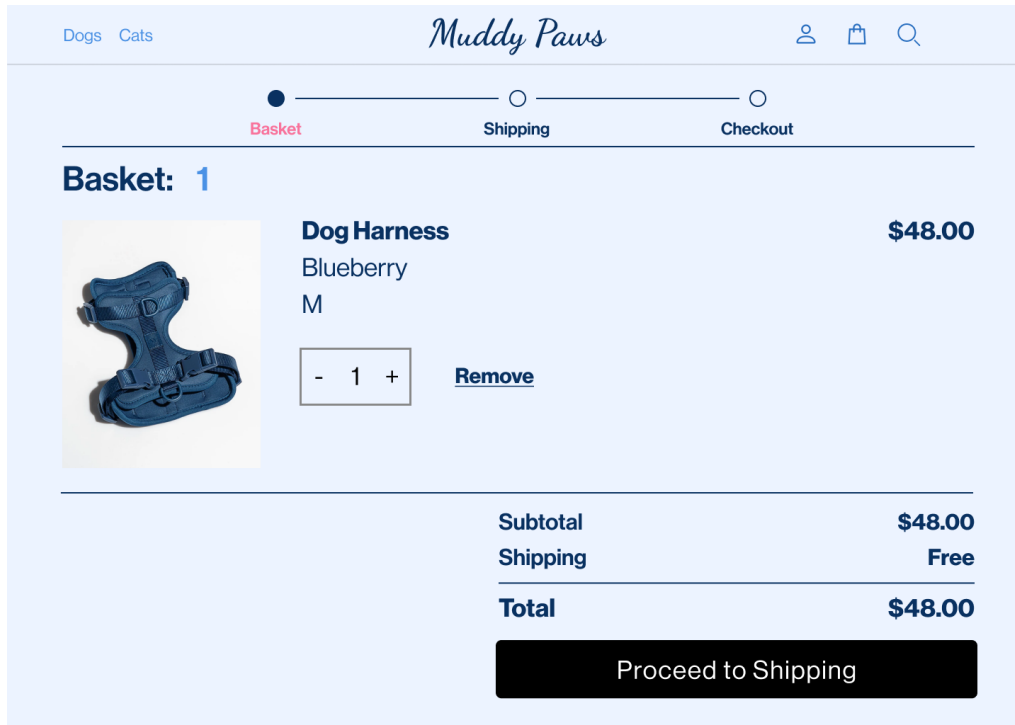 Dogs Cats Muddy Paws
Basket Shipping Checkout
Basket: 1
Dog Harness $48.00
Blueberry
M
- 1 + Remove
Subtotal $48.00
Shipping Free
Total $48.00
Proceed to Shipping